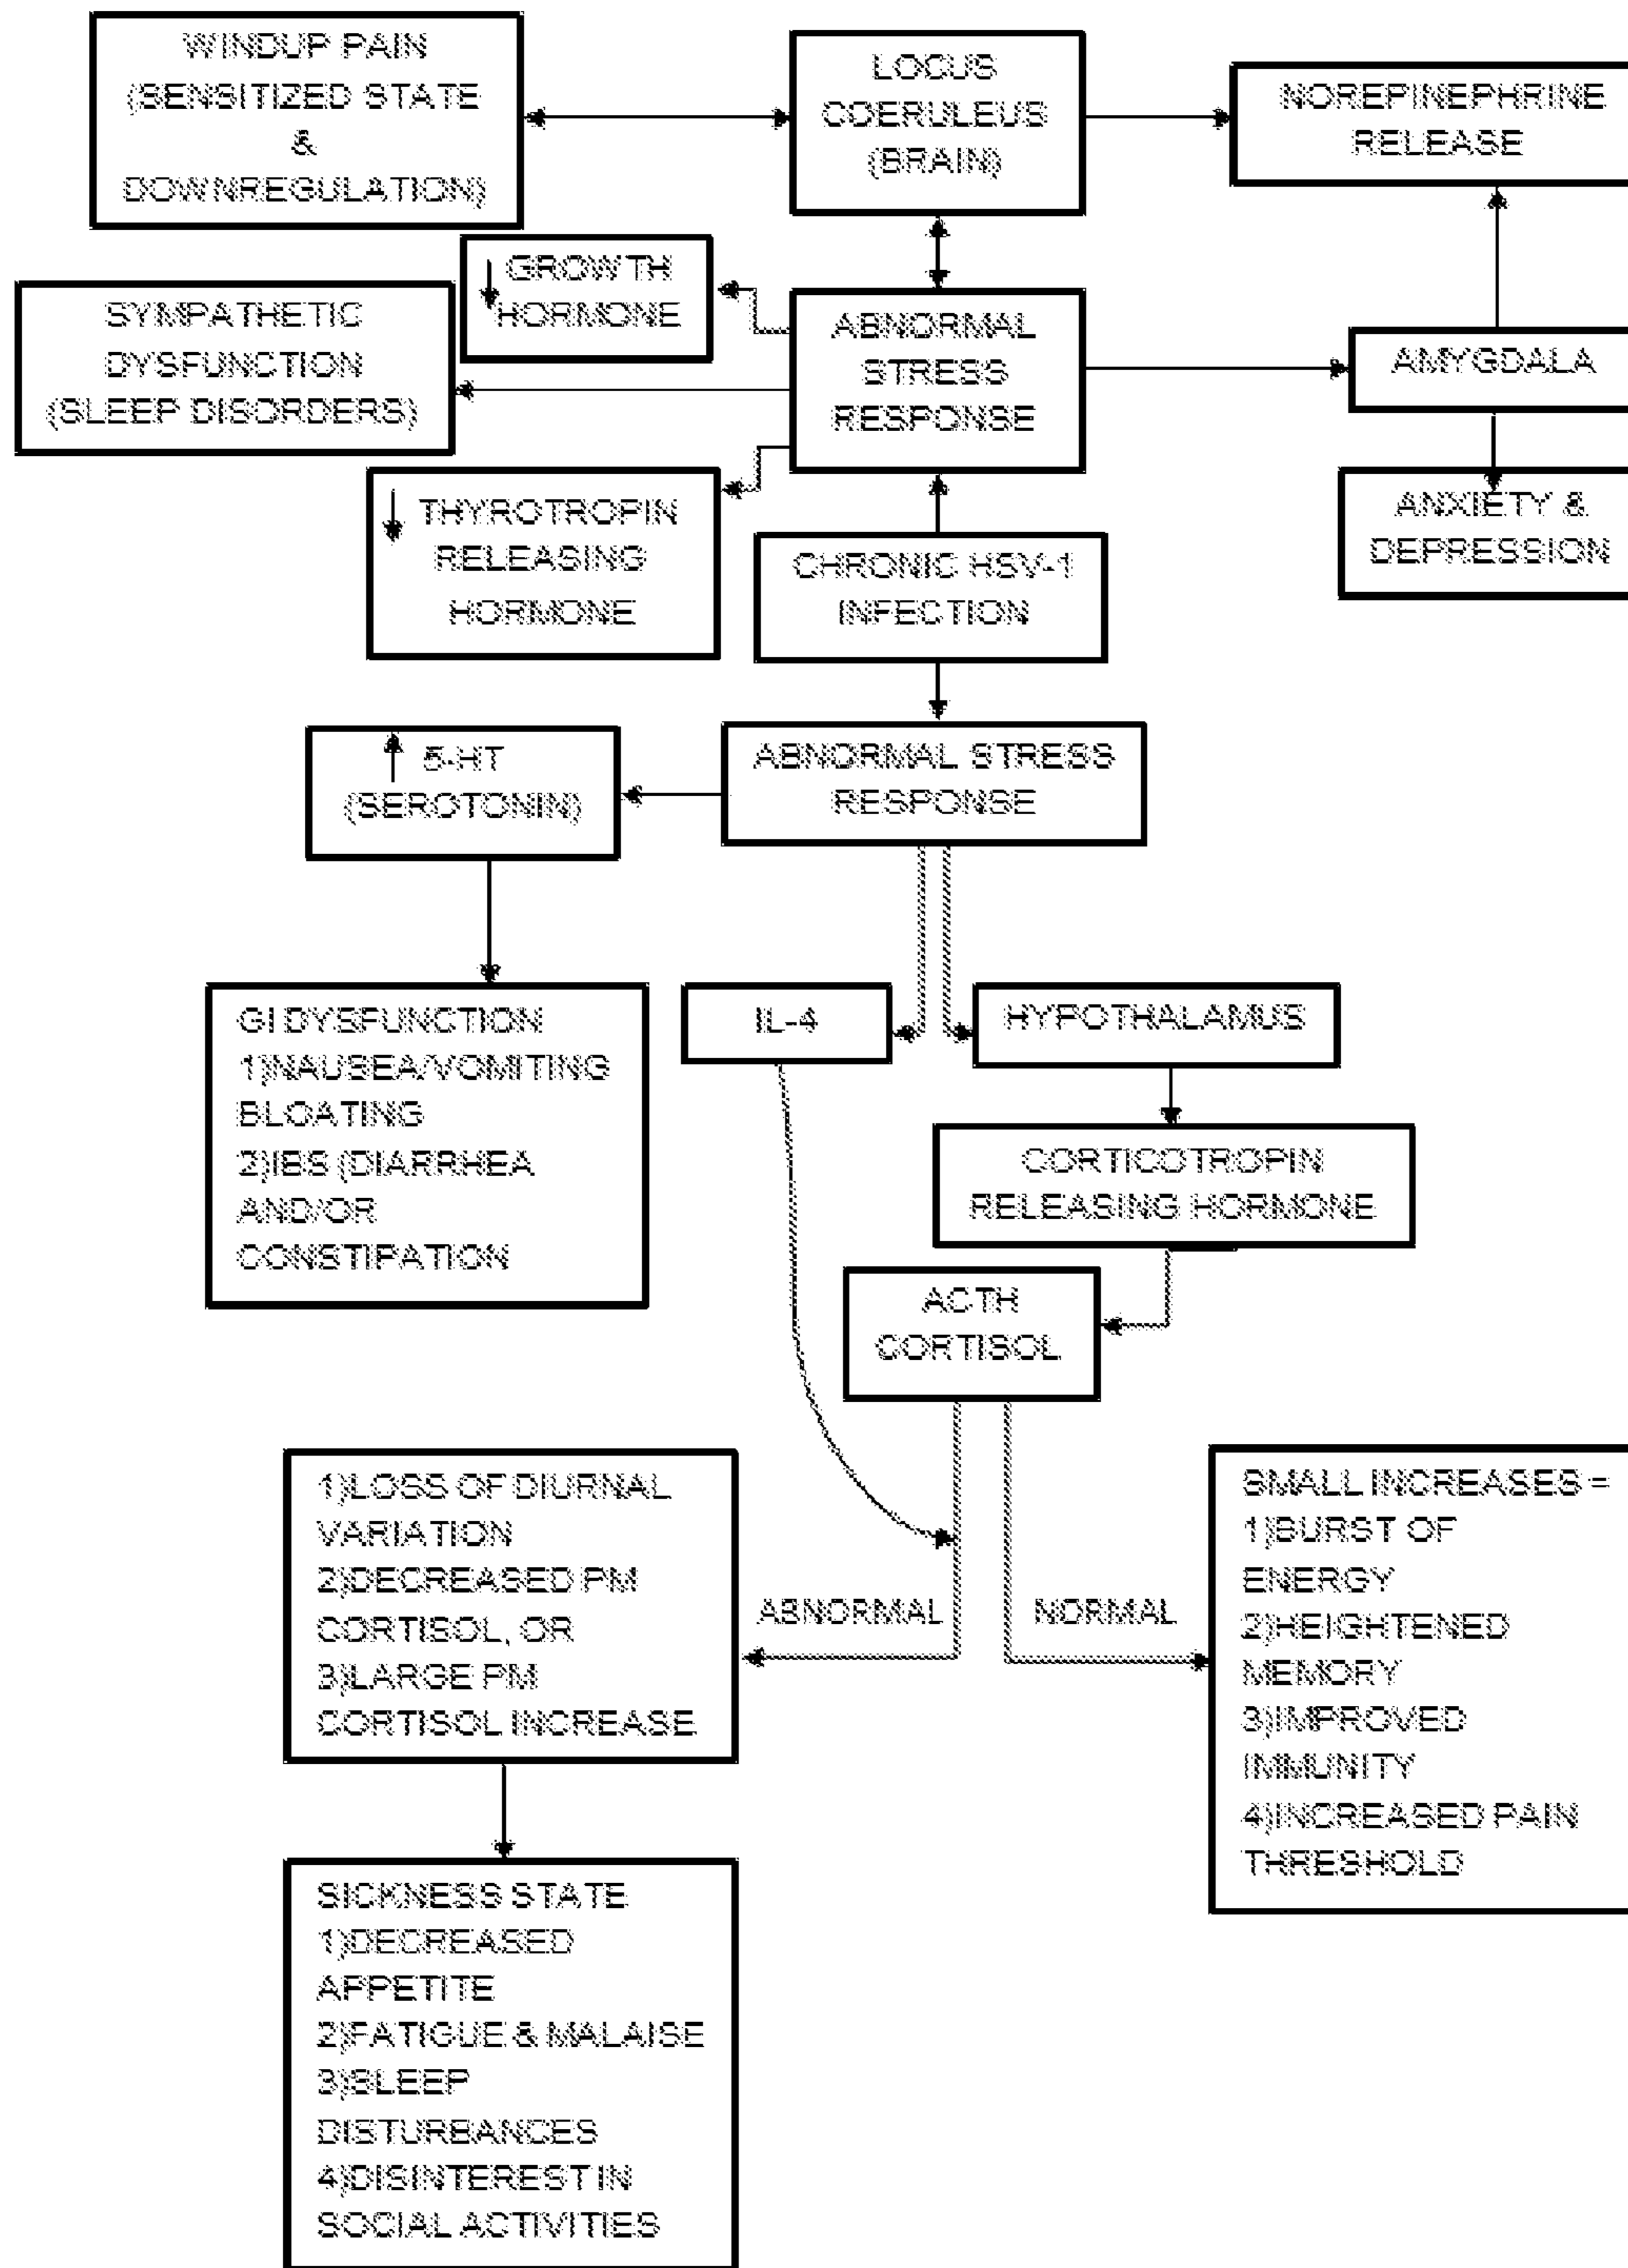 WINDUP PAIN
(SENSITIZED STATE
&
DOWNREGULATION)
LOCUS
COERULEUS
(BRAIN)
NOREPINEPHRINE
RELEASE
GROWTH
HORMONE
SYMPATHETIC
DYSFUNCTION
(SLEEP DISORDERS)
ABNORMAL
STRESS
RESPONSE
AMYGDALA
THYROTROPIN
RELEASING
HORMONE
CHRONIC HSV-1
INFECTION
ANXIETY &
DEPRESSION
5-HT
(SEROTONIN)
ABNORMAL STRESS
RESPONSE
GI DYSFUNCTION
1)NAUSEA/VOMITING
BLOATING
2)IBS (DIARRHEA
AND/OR
CONSTIPATION
IL-4
HYPOTHALAMUS
CORTICOTROPIN
RELEASING HORMONE
ACTH
CORTISOL
1)LOSS OF DIURNAL
VARIATION
2)DECREASED PM
CORTISOL, OR
3)LARGE PM
CORTISOL INCREASE
ABNORMAL
NORMAL
SMALL INCREASES =
1)BURST OF
ENERGY
2)HEIGHTENED
MEMORY
3)IMPROVED
IMMUNITY
4)INCREASED PAIN
THRESHOLD
SICKNESS STATE
1)DECREASED
APPETITE
2)FATIGUE & MALAISE
3)SLEEP
DISTURBANCES
4)DISINTEREST IN
SOCIAL ACTIVITIES